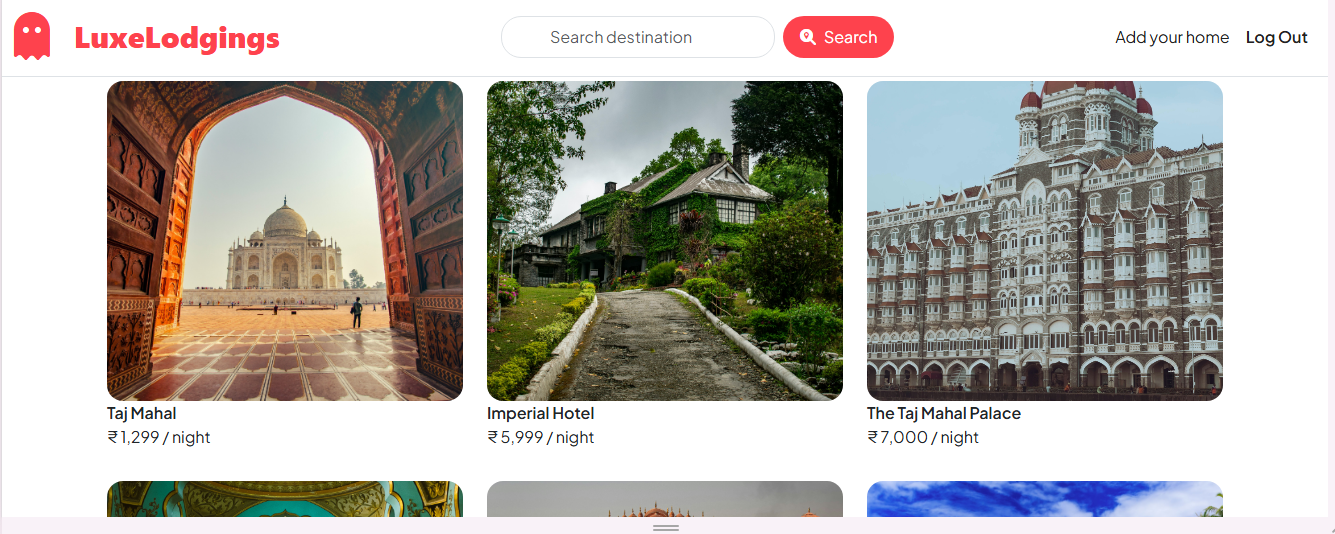 LuxeLodgings
Search destination
Search
Add your home
Log Out
Taj Mahal
₹ 1,299 / night
Imperial Hotel
₹ 5,999 / night
The Taj Mahal Palace
₹ 7,000 / night